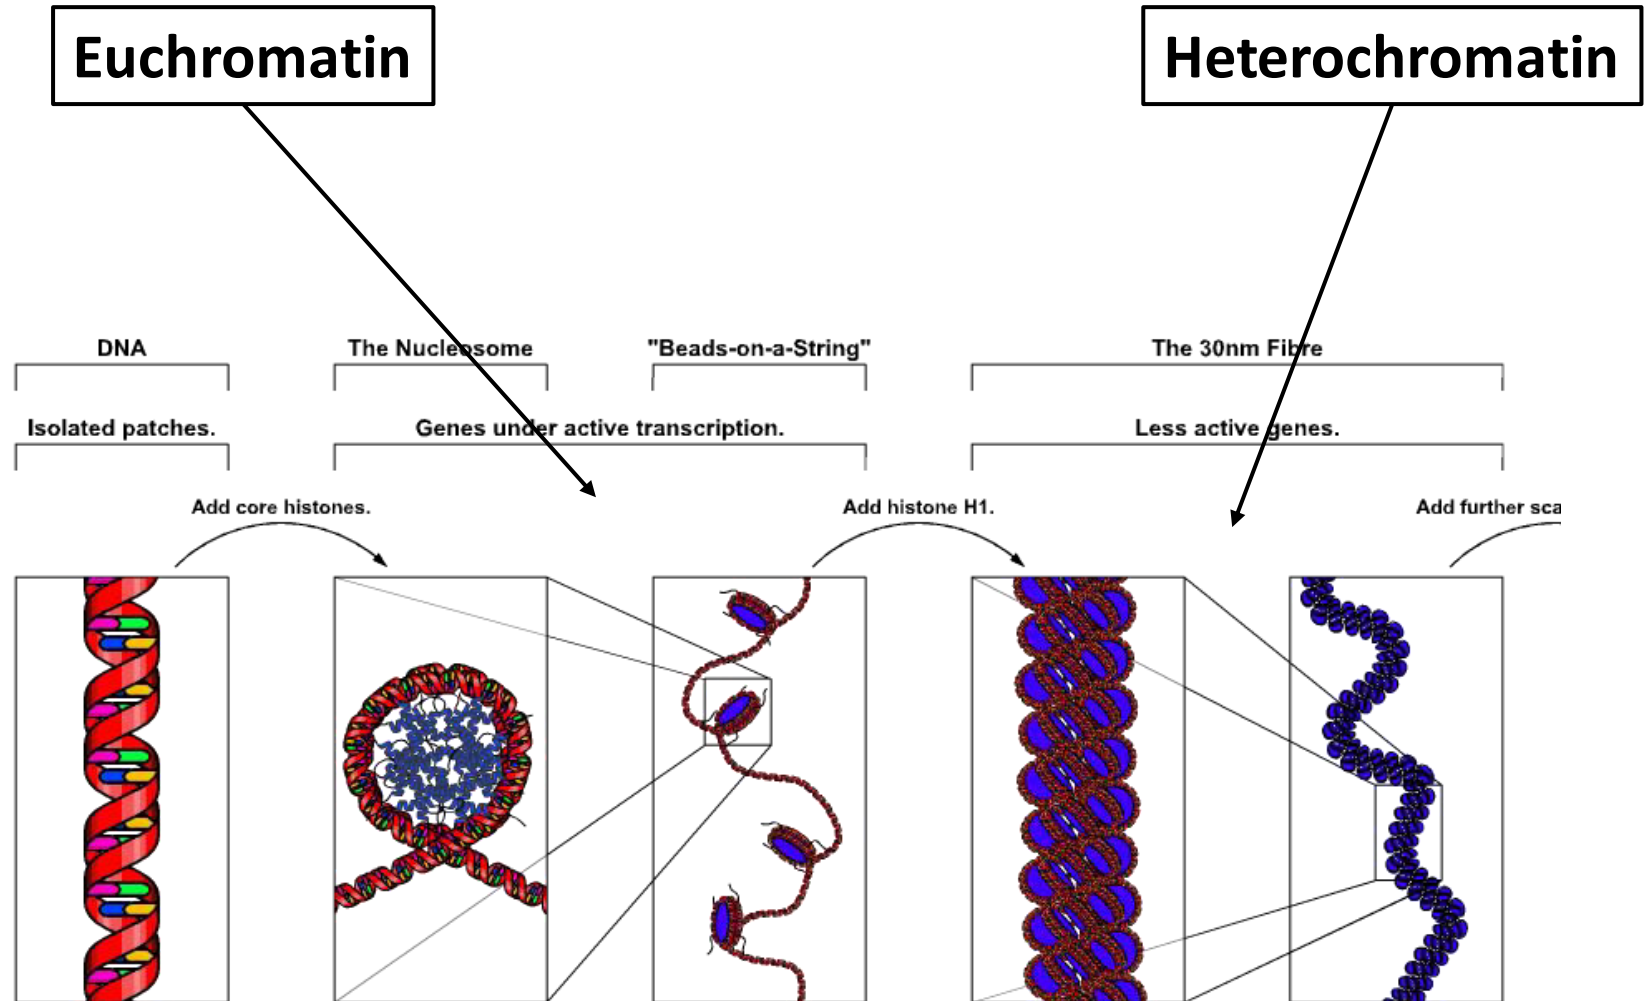 Euchromatin
Heterochromatin
DNA
The Nucleosome
"Beads-on-a-String"
The 30nm Fibre
Isolated patches.
Genes under active transcription.
Less active genes.
Add core histones.
Add histone H1.
Add further sca